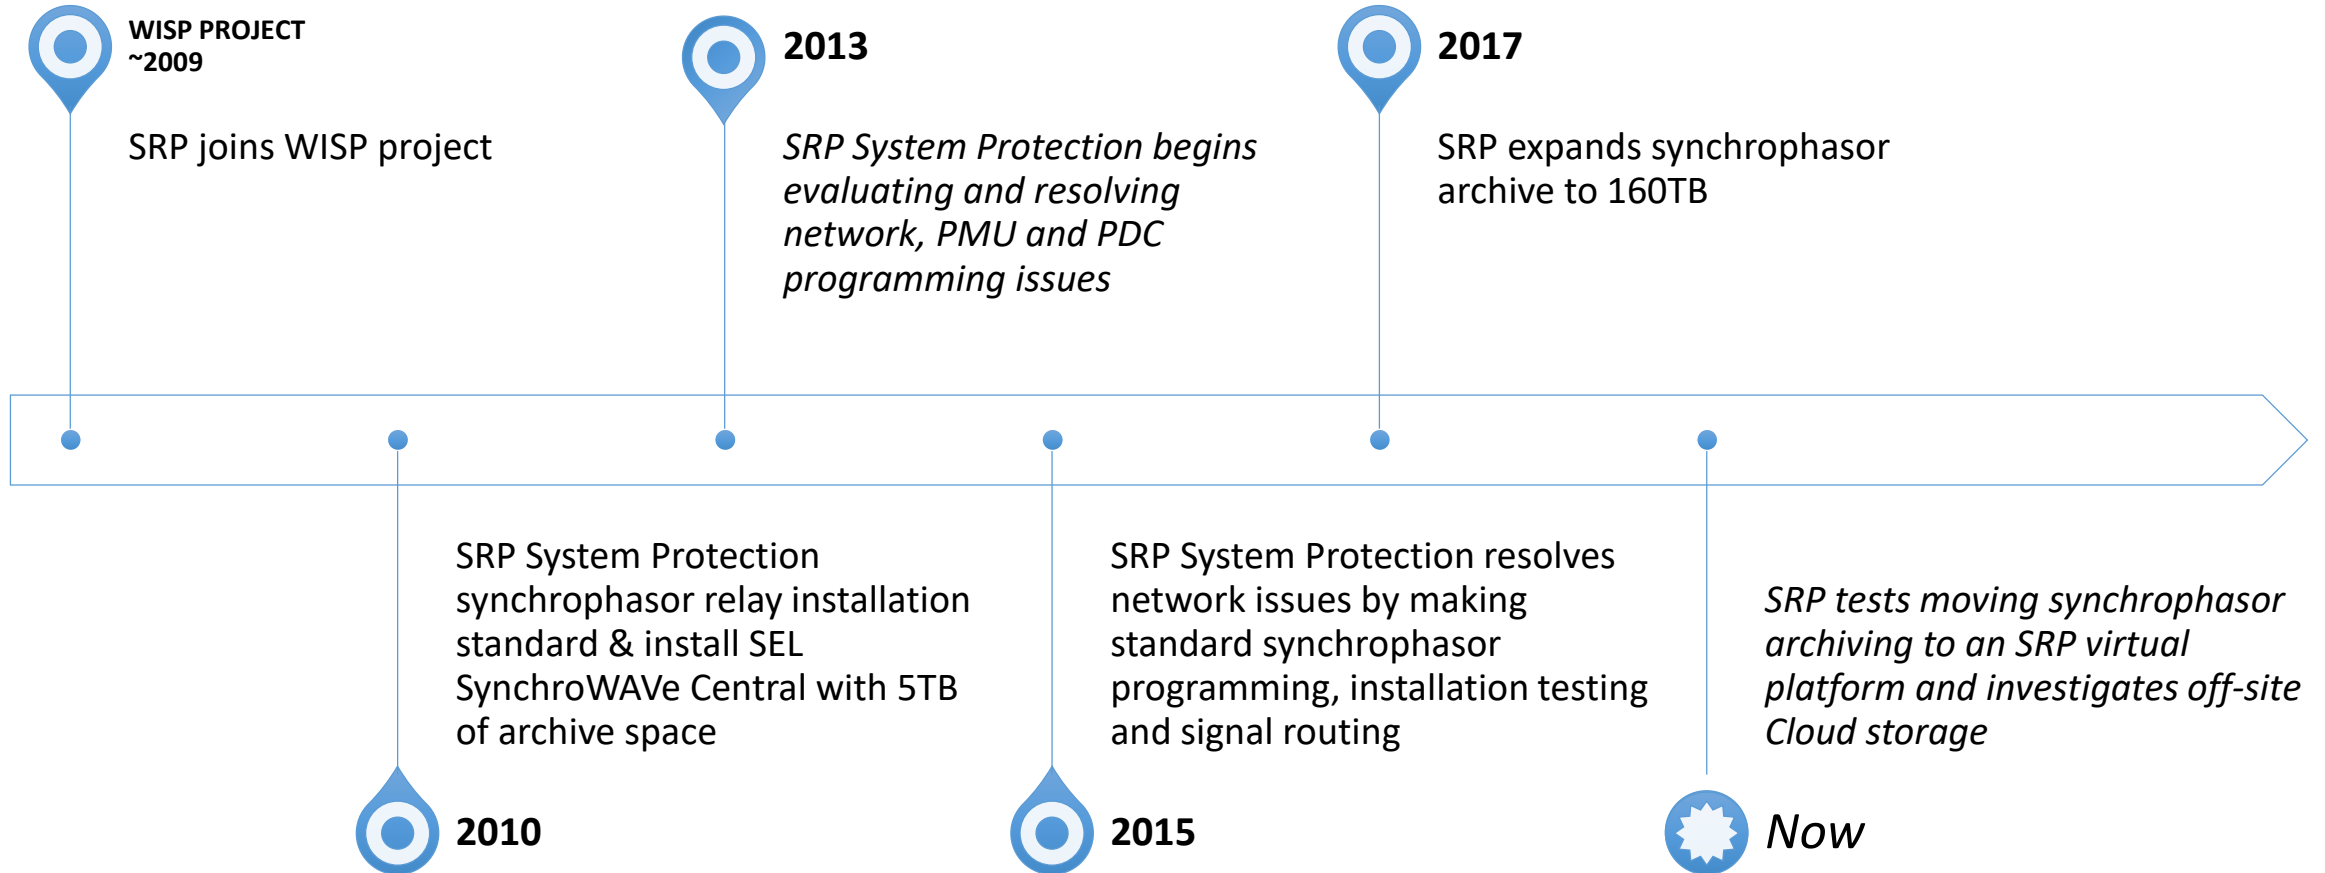 WISP PROJECT
~2009
SRP joins WISP project
2013
SRP System Protection begins
evaluating and resolving
network, PMU and PDC
programming issues
2017
SRP expands synchrophasor
archive to 160TB
SRP System Protection
synchrophasor relay installation
standard & install SEL
SynchroWAVe Central with 5TB
of archive space
2010
SRP System Protection resolves
network issues by making
standard synchrophasor
programming, installation testing
and signal routing
2015
SRP tests moving synchrophasor
archiving to an SRP virtual
platform and investigates off-site
Cloud storage
Now